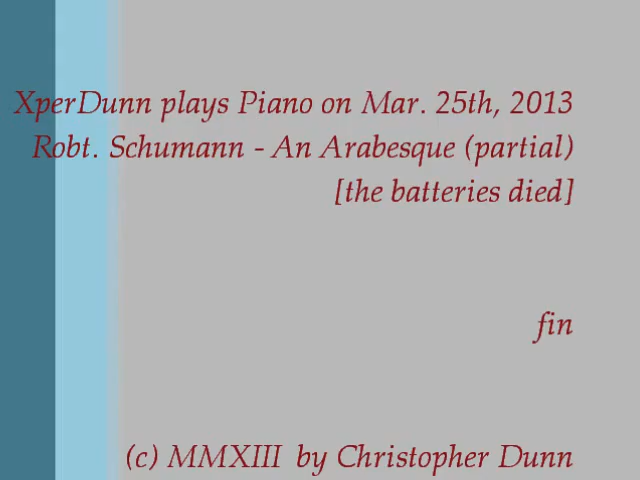 XperDunn plays Piano on Mar. 25th, 2013
Robt. Schumann - An Arabesque (partial)
[the batteries died]
fin
(c) MMXIII by Christopher Dunn